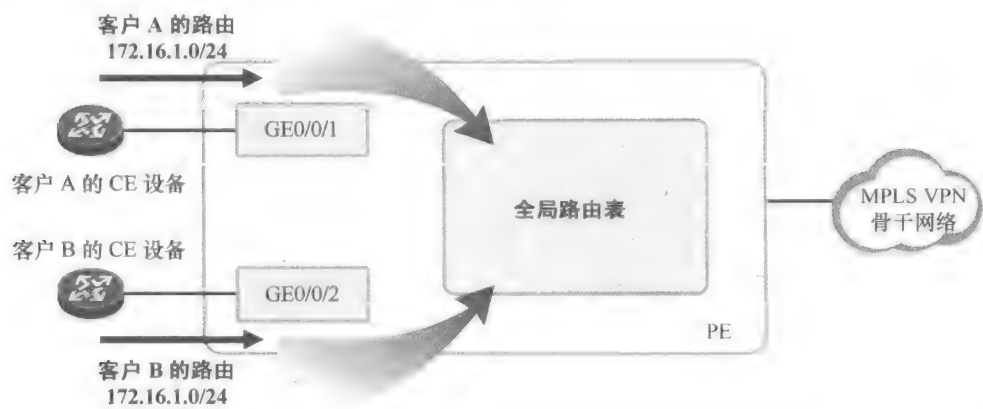 客户 A 的路由
172.16.1.0/24
GE0/0/1
客户 A 的 CE 设备
全局路由表
MPLS VPN
骨干网络
客户 B 的 CE 设备
GE0/0/2
PE
客户 B 的路由
172.16.1.0/24